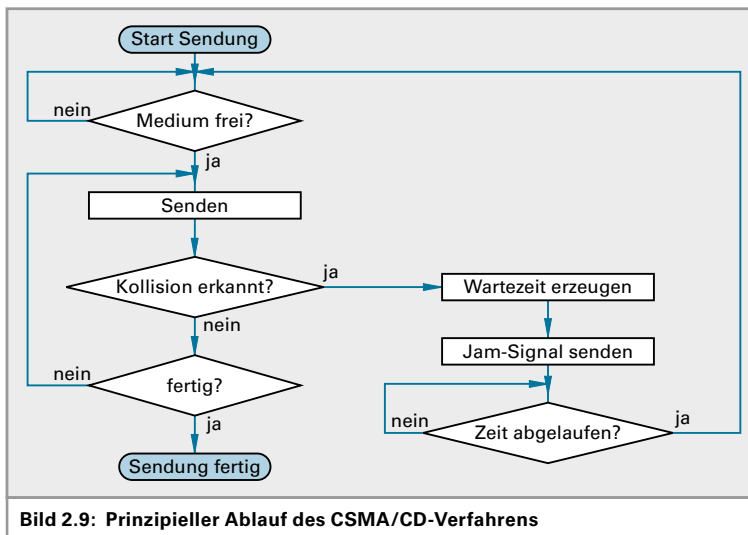 Start Sendung
nein
Medium frei?
ja
Senden
Kollision erkannt?
ja
Wartezeit erzeugen
nein
Jam-Signal senden
nein
fertig?
nein
Zeit abgelaufen?
ja
ja
Sendung fertig
Bild 2.9: Prinzipieller Ablauf des CSMA/CD-Verfahrens